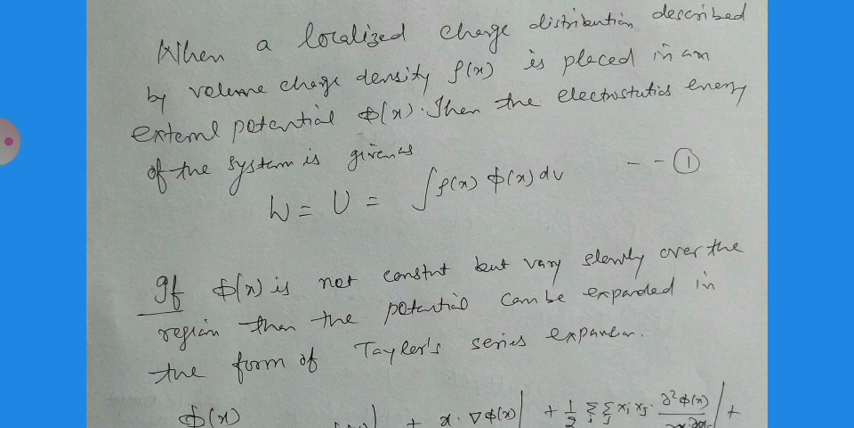 When a localized charge distribution described
by volume charge density ρ(x) is placed in an
external potential Φ(x). Then the electrostatics energy
of the system is given as
W = U = ∫ρ(x) Φ(x) dv -- ①
If Φ(x) is not constnt but vary slowly over the
region then the potential can be expanded in
the form of Tayler's series expansion.
Φ(x) + x · ∇Φ(x)| + 1/2 Σ Σ xi xj · ∂²Φ(x) | +